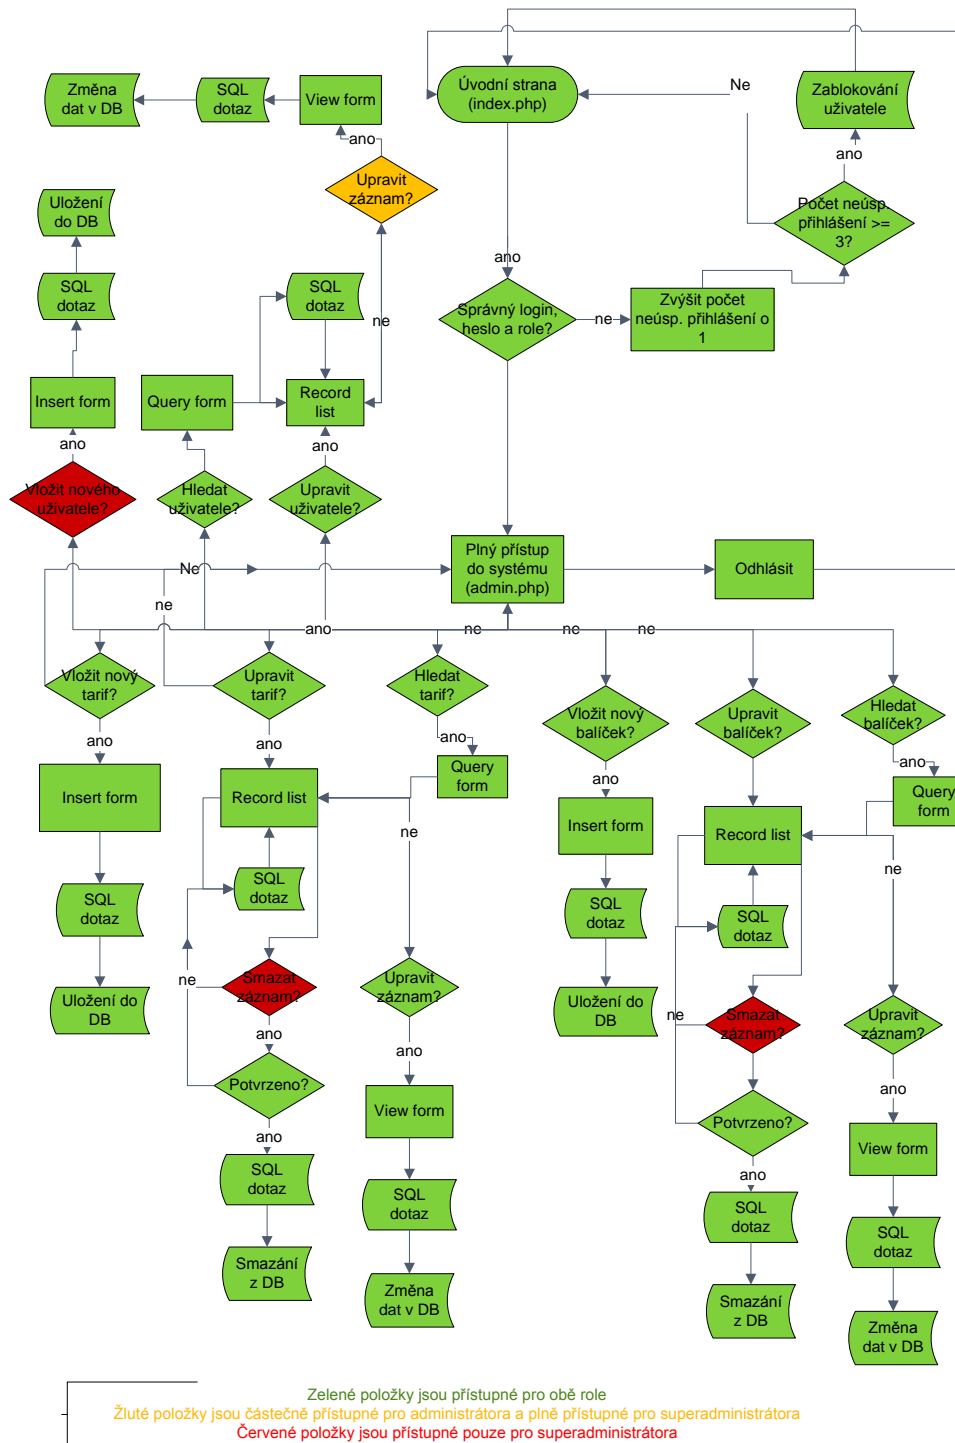 Úvodní strana
(index.php)
Ne
Zablokování
uživatele
Změna
dat v DB
SQL
dotaz
View form
ano
ano
Upravit
záznam?
Počet neúsp.
přihlášení >=
3?
Uložení
do DB
ano
SQL
dotaz
SQL
dotaz
ne
Správný login,
heslo a role?
ne
Zvýšit počet
neúsp. přihlášení o
1
Insert form
Query form
Record
list
ano
ano
Vložit nového
uživatele?
Hledat
uživatele?
Upravit
uživatele?
Plný přístup
do systému
(admin.php)
Odhlásit
Ne
ne
ano
ne
ne
ne
Vložit nový
tarif?
Upravit
tarif?
Hledat
tarif?
Vložit nový
balíček?
Upravit
balíček?
Hledat
balíček?
ano
ano
ano
ano
ano
Insert form
Record list
Query
form
Insert form
Record list
Query
form
ne
ne
SQL
dotaz
SQL
dotaz
SQL
dotaz
SQL
dotaz
ne
Smazat
záznam?
Upravit
záznam?
Uložení do
DB
Uložení do
DB
ne
Smazat
záznam?
Upravit
záznam?
ano
ano
ano
Potvrzeno?
View form
Potvrzeno?
View form
ano
ano
SQL
dotaz
SQL
dotaz
SQL
dotaz
SQL
dotaz
Smazání
z DB
Změna
dat v DB
Smazání
z DB
Změna
dat v DB
Zelené položky jsou přístupné pro obě role
Žluté položky jsou částečně přístupné pro administrátora a plně přístupné pro superadministrátora
Červené položky jsou přístupné pouze pro superadministrátora